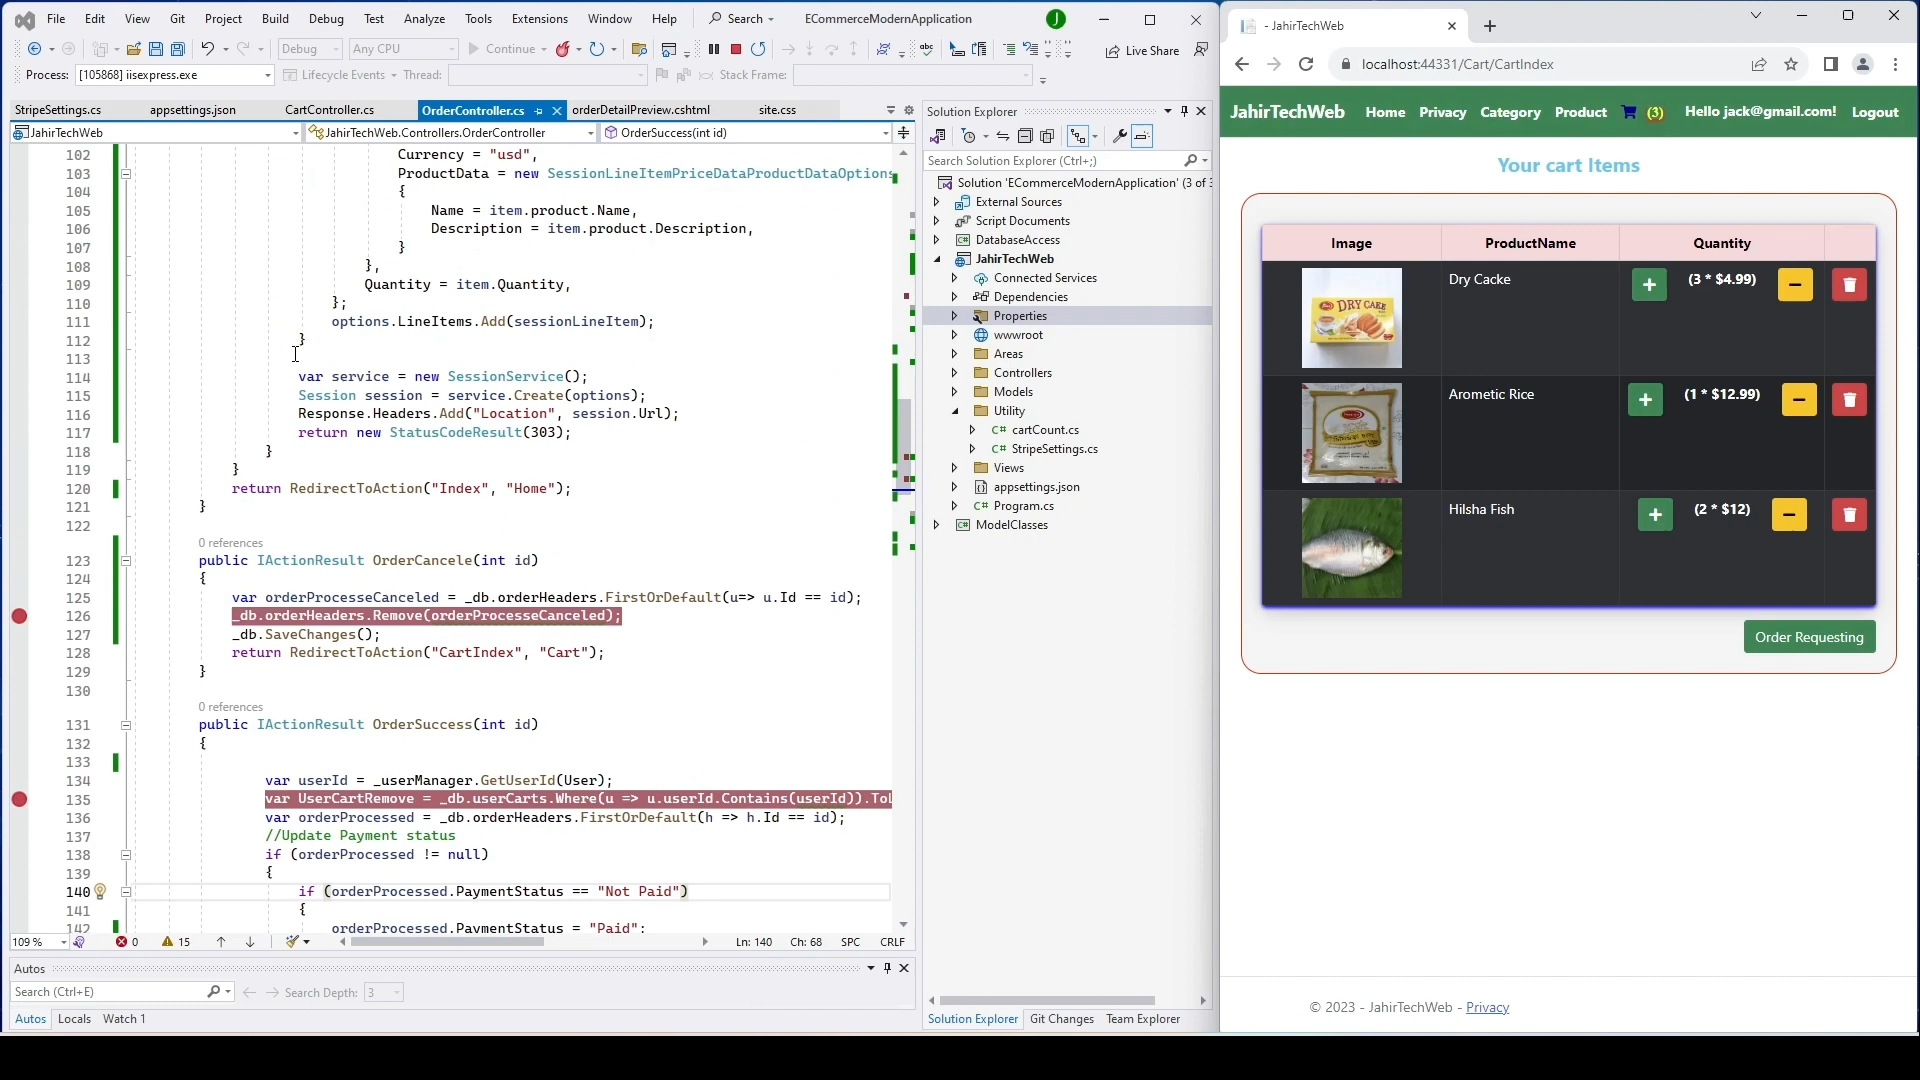 File Edit View Git Project Build Debug Test Analyze Tools Extensions Window Help Search ECommerceModernApplication J
Debug Any CPU Continue Live Share
Process: [105868] iisexpress.exe Lifecycle Events Thread: Stack Frame:
StripeSettings.cs appsettings.json CartController.cs OrderController.cs orderDetailPreview.cshtml site.css
JahirTechWeb JahirTechWeb.Controllers.OrderController OrderSuccess(int id)
102 Currency = "usd",
103 ProductData = new SessionLineItemPriceDataProductDataOptions
104 {
105 Name = item.product.Name,
106 Description = item.product.Description,
107 }
108 },
109 Quantity = item.Quantity,
110 };
111 options.LineItems.Add(sessionLineItem);
112 }
113
114 var service = new SessionService();
115 Session session = service.Create(options);
116 Response.Headers.Add("Location", session.Url);
117 return new StatusCodeResult(303);
118 }
119 }
120 return RedirectToAction("Index", "Home");
121 }
122
0 references
123 public IActionResult OrderCancele(int id)
124 {
125 var orderProcesseCanceled = _db.orderHeaders.FirstOrDefault(u=> u.Id == id);
126 _db.orderHeaders.Remove(orderProcesseCanceled);
127 _db.SaveChanges();
128 return RedirectToAction("CartIndex", "Cart");
129 }
130
0 references
131 public IActionResult OrderSuccess(int id)
132 {
133
134 var userId = _userManager.GetUserId(User);
135 var UserCartRemove = _db.userCarts.Where(u => u.userId.Contains(userId)).ToL
136 var orderProcessed = _db.orderHeaders.FirstOrDefault(h => h.Id == id);
137 //Update Payment status
138 if (orderProcessed != null)
139 {
140 if (orderProcessed.PaymentStatus == "Not Paid")
141 {
142 orderProcessed.PaymentStatus = "Paid";
109 % 0 15 Ln: 140 Ch: 68 SPC CRLF
Autos
Search (Ctrl+E) Search Depth: 3
Autos Locals Watch 1
Solution Explorer
Search Solution Explorer (Ctrl+;)
Solution 'ECommerceModernApplication' (3 of 3
External Sources
Script Documents
DatabaseAccess
JahirTechWeb
Connected Services
Dependencies
Properties
wwwroot
Areas
Controllers
Models
Utility
C# cartCount.cs
C# StripeSettings.cs
Views
appsettings.json
C# Program.cs
ModelClasses
Solution Explorer Git Changes Team Explorer
- JahirTechWeb
localhost:44331/Cart/CartIndex
JahirTechWeb Home Privacy Category Product (3) Hello jack@gmail.com! Logout
Your cart Items
Image ProductName Quantity
DRY CAKE
Dry Cacke + (3 * $4.99) −
Arometic Rice + (1 * $12.99) −
Hilsha Fish + (2 * $12) −
Order Requesting
© 2023 - JahirTechWeb - Privacy